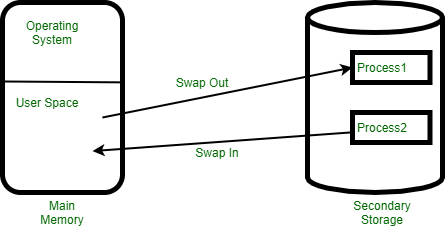 Operating
System
User Space
Swap Out
Swap In
Process1
Process2
Main
Memory
Secondary
Storage